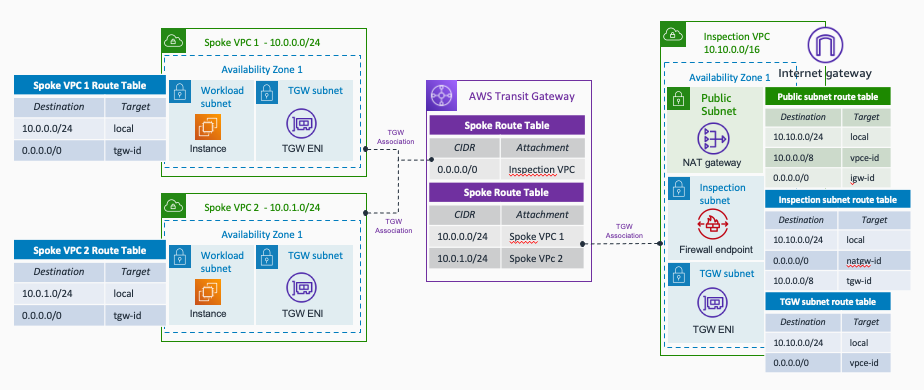 Spoke VPC 1 - 10.0.0.0/24
Availability Zone 1
Workload subnet
Instance
TGW subnet
TGW ENI
Spoke VPC 1 Route Table
Destination Target
10.0.0.0/24 local
0.0.0.0/0 tgw-id
Spoke VPC 2 - 10.0.1.0/24
Availability Zone 1
Workload subnet
Instance
TGW subnet
TGW ENI
Spoke VPC 2 Route Table
Destination Target
10.0.1.0/24 local
0.0.0.0/0 tgw-id
TGW Association
TGW Association
AWS Transit Gateway
Spoke Route Table
CIDR Attachment
0.0.0.0/0 Inspection VPC
Spoke Route Table
CIDR Attachment
10.0.0.0/24 Spoke VPC 1
10.0.1.0/24 Spoke VPc 2
TGW Association
Inspection VPC
10.10.0.0/16
Internet gateway
Availability Zone 1
Public Subnet
NAT gateway
Inspection subnet
Firewall endpoint
TGW subnet
TGW ENI
Public subnet route table
Destination Target
10.10.0.0/24 local
10.0.0.0/8 vpce-id
0.0.0.0/0 igw-id
Inspection subnet route table
Destination Target
10.10.0.0/24 local
0.0.0.0/0 natgw-id
10.0.0.0/8 tgw-id
TGW subnet route table
Destination Target
10.10.0.0/24 local
0.0.0.0/0 vpce-id